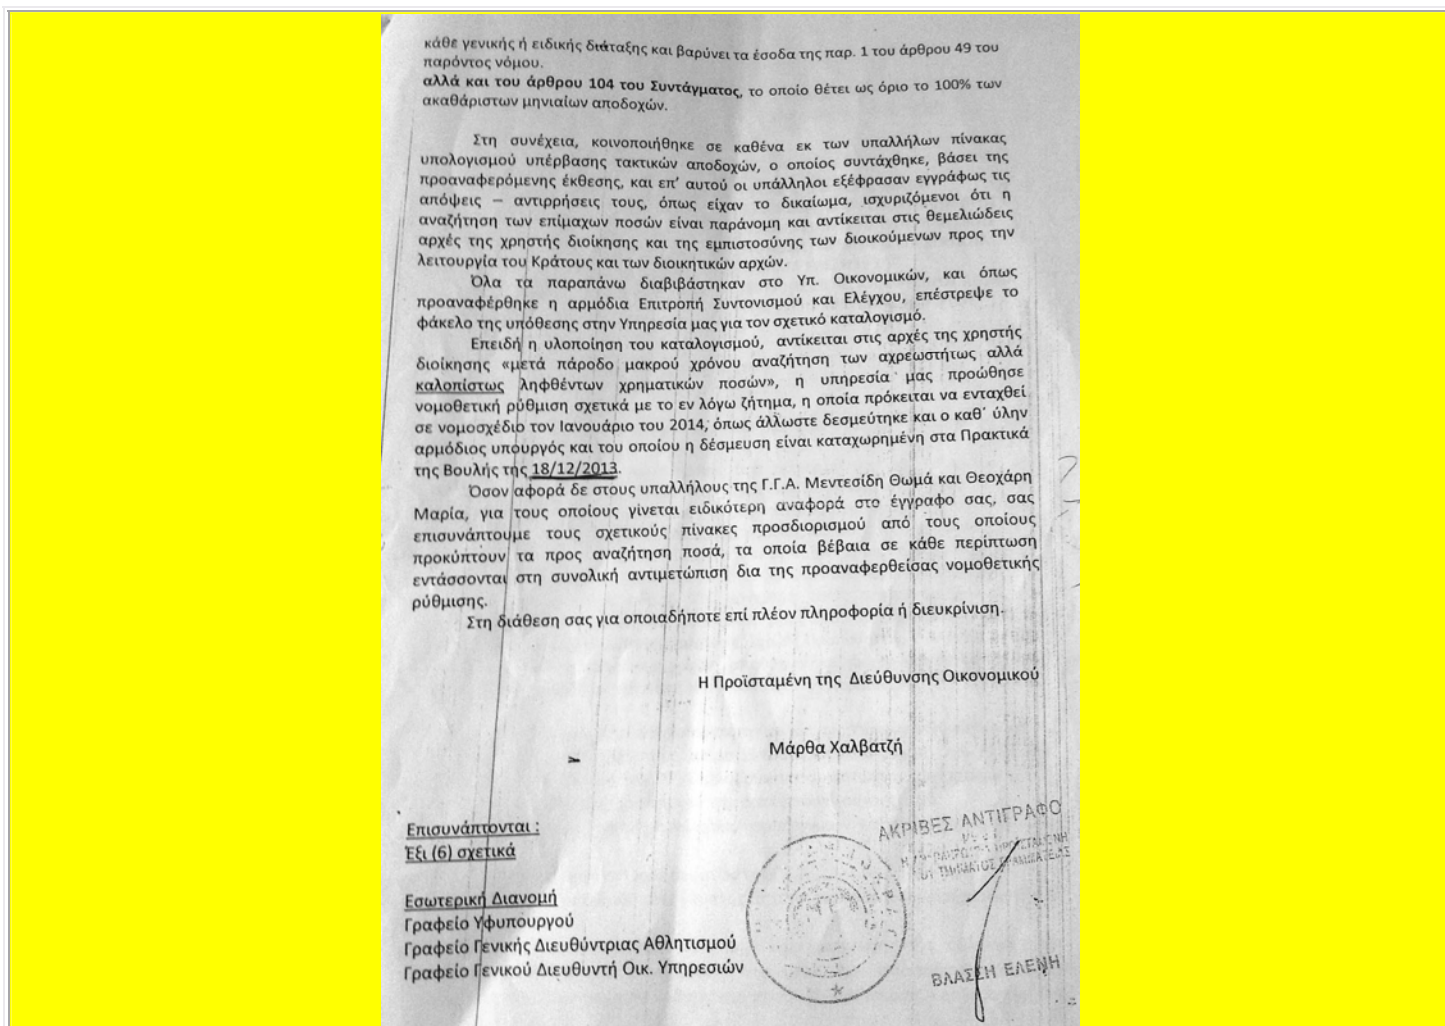 κάθε γενικής ή ειδικής διάταξης και βαρύνει τα έσοδα της παρ. 1 του άρθρου 49 του
παρόντος νόμου.
αλλά και του άρθρου 104 του Συντάγματος, το οποίο θέτει ως όριο το 100% των
ακαθάριστων μηνιαίων αποδοχών.
Στη συνέχεια, κοινοποιήθηκε σε καθένα εκ των υπαλλήλων πίνακας
υπολογισμού υπέρβασης τακτικών αποδοχών, ο οποίος συντάχθηκε, βάσει της
προαναφερόμενης έκθεσης, και επ' αυτού οι υπάλληλοι εξέφρασαν εγγράφως τις
απόψεις – αντιρρήσεις τους, όπως είχαν το δικαίωμα, ισχυριζόμενοι ότι η
αναζήτηση των επίμαχων ποσών είναι παράνομη και αντίκειται στις θεμελιώδεις
αρχές της χρηστής διοίκησης και της εμπιστοσύνης των διοικούμενων προς την
λειτουργία του Κράτους και των διοικητικών αρχών.
Όλα τα παραπάνω διαβιβάστηκαν στο Υπ. Οικονομικών, και όπως
προαναφέρθηκε η αρμόδια Επιτροπή Συντονισμού και Ελέγχου, επέστρεψε το
φάκελο της υπόθεσης στην Υπηρεσία μας για τον σχετικό καταλογισμό.
Επειδή η υλοποίηση του καταλογισμού, αντίκειται στις αρχές της χρηστής
διοίκησης «μετά πάροδο μακρού χρόνου αναζήτηση των αχρεωστήτως αλλά
καλοπίστως ληφθέντων χρηματικών ποσών», η υπηρεσία μας προώθησε
νομοθετική ρύθμιση σχετικά με το εν λόγω ζήτημα, η οποία πρόκειται να ενταχθεί
σε νομοσχέδιο τον Ιανουάριο του 2014, όπως άλλωστε δεσμεύτηκε και ο καθ΄ ύλην
αρμόδιος υπουργός και του οποίου η δέσμευση είναι καταχωρημένη στα Πρακτικά
της Βουλής της 18/12/2013.
Όσον αφορά δε στους υπαλλήλους της Γ.Γ.Α. Μεντεσίδη Θωμά και Θεοχάρη
Μαρία, για τους οποίους γίνεται ειδικότερη αναφορά στο έγγραφο σας, σας
επισυνάπτουμε τους σχετικούς πίνακες προσδιορισμού από τους οποίους
προκύπτουν τα προς αναζήτηση ποσά, τα οποία βέβαια σε κάθε περίπτωση
εντάσσονται στη συνολική αντιμετώπιση δια της προαναφερθείσας νομοθετικής
ρύθμισης.
Στη διάθεση σας για οποιαδήποτε επί πλέον πληροφορία ή διευκρίνιση.
Η Προϊσταμένη της Διεύθυνσης Οικονομικού
Μάρθα Χαλβατζή
Επισυνάπτονται :
Έξι (6) σχετικά
Εσωτερική Διανομή
Γραφείο Υφυπουργού
Γραφείο Γενικής Διευθύντριας Αθλητισμού
Γραφείο Γενικού Διευθυντή Οικ. Υπηρεσιών
ΑΚΡΙΒΕΣ ΑΝΤΙΓΡΑΦΟ
ΒΛΑΣΣΗ ΕΛΕΝΗ